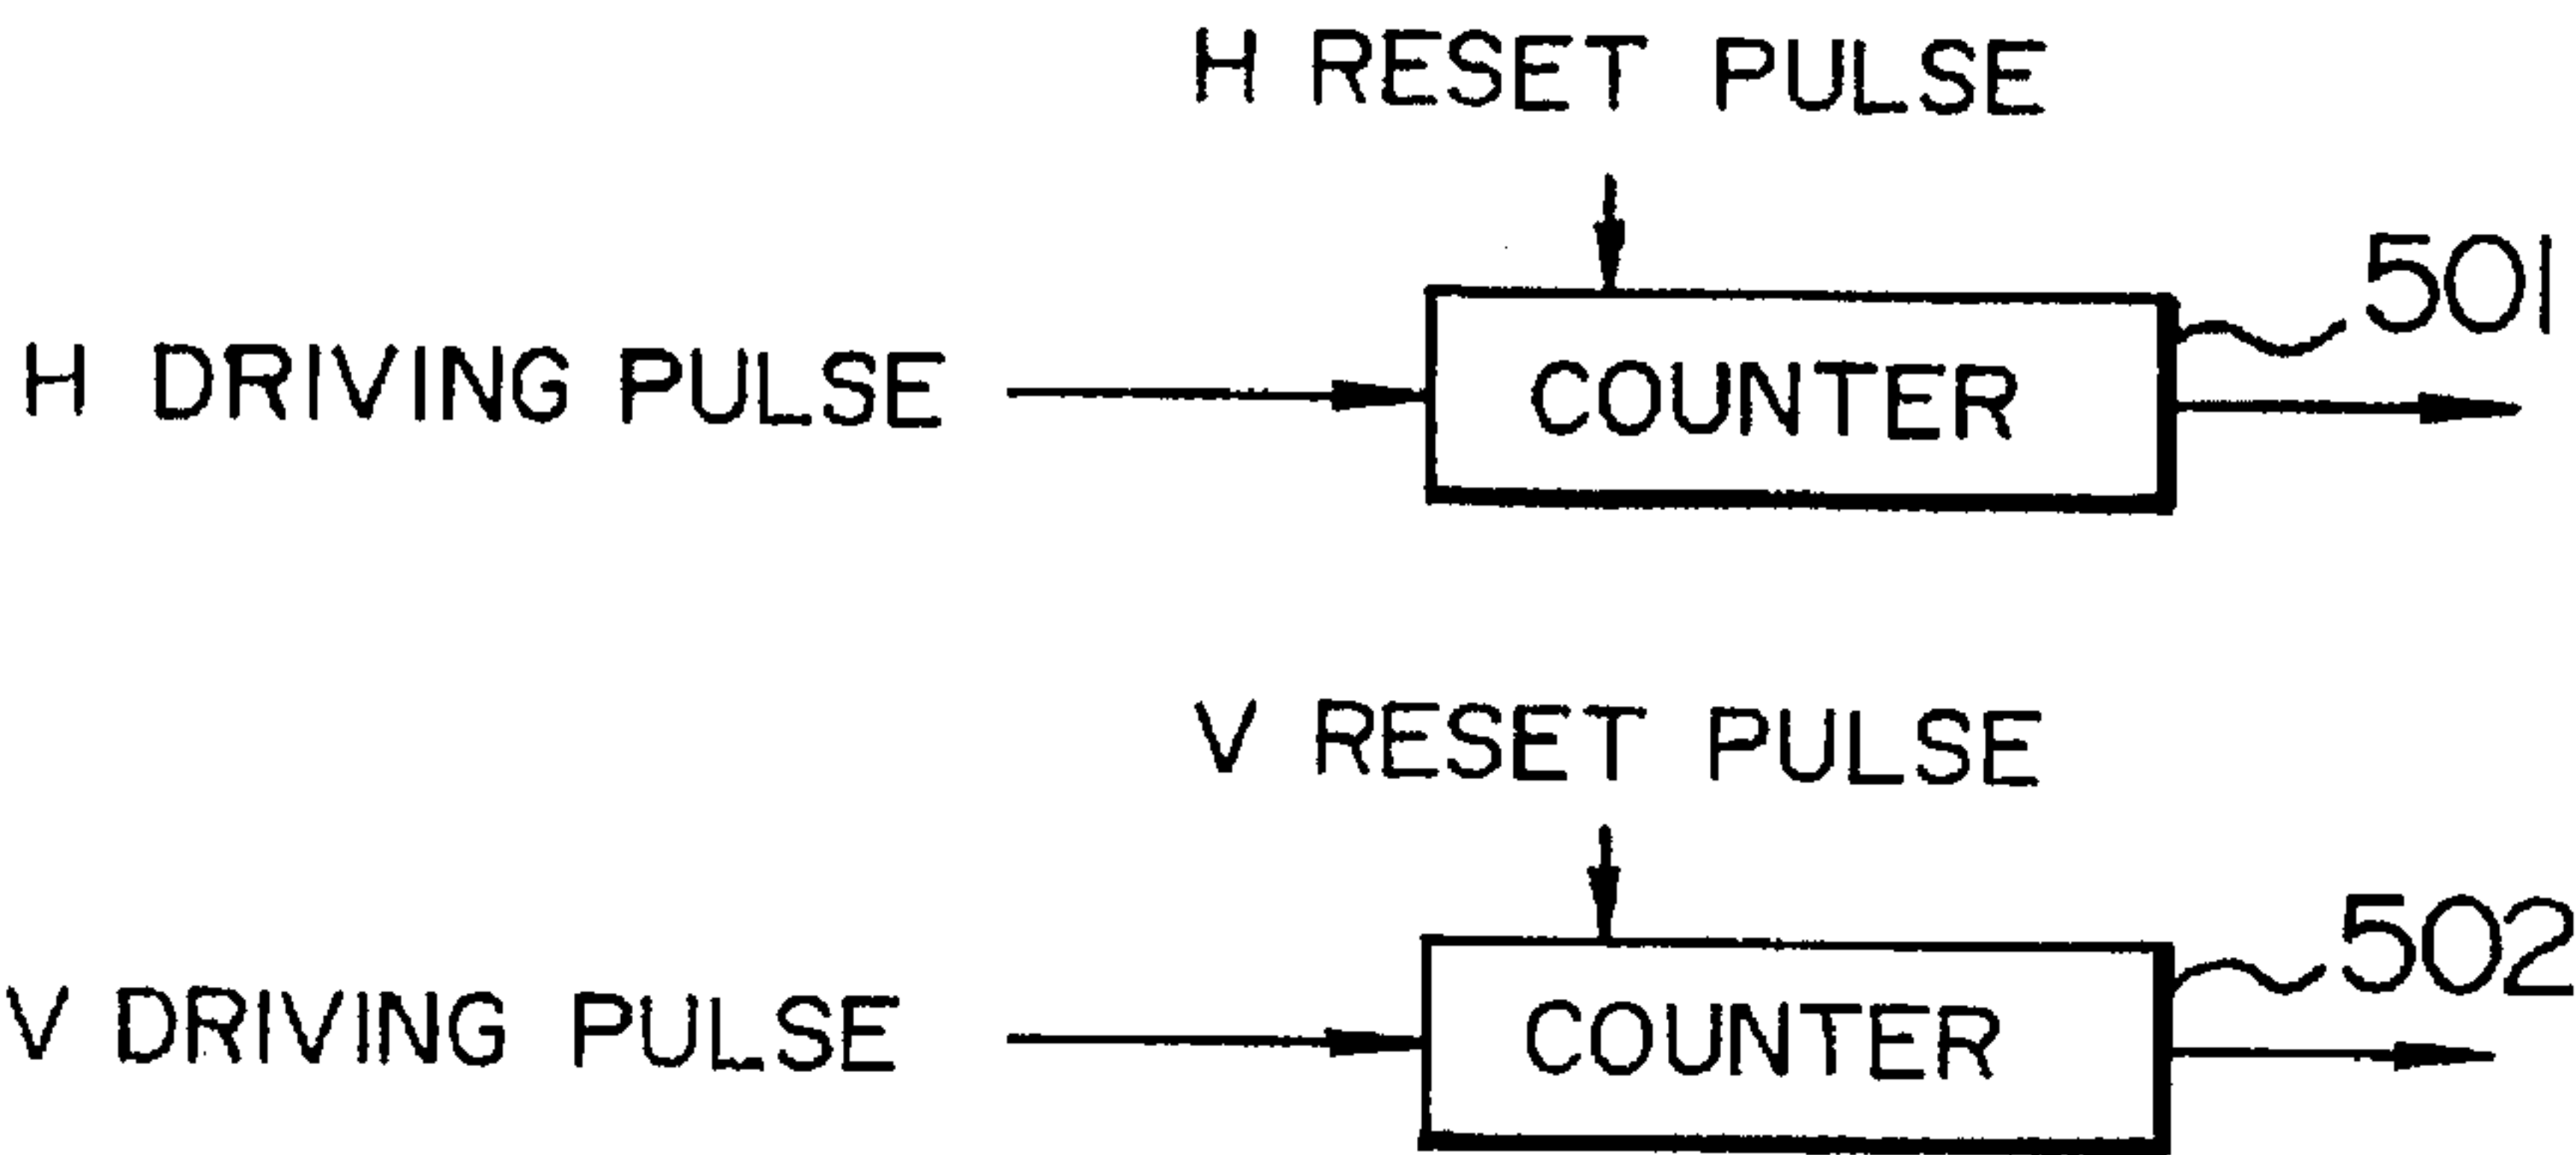 H RESET PULSE
501
H DRIVING PULSE
COUNTER
V RESET PULSE
502
V DRIVING PULSE
COUNTER